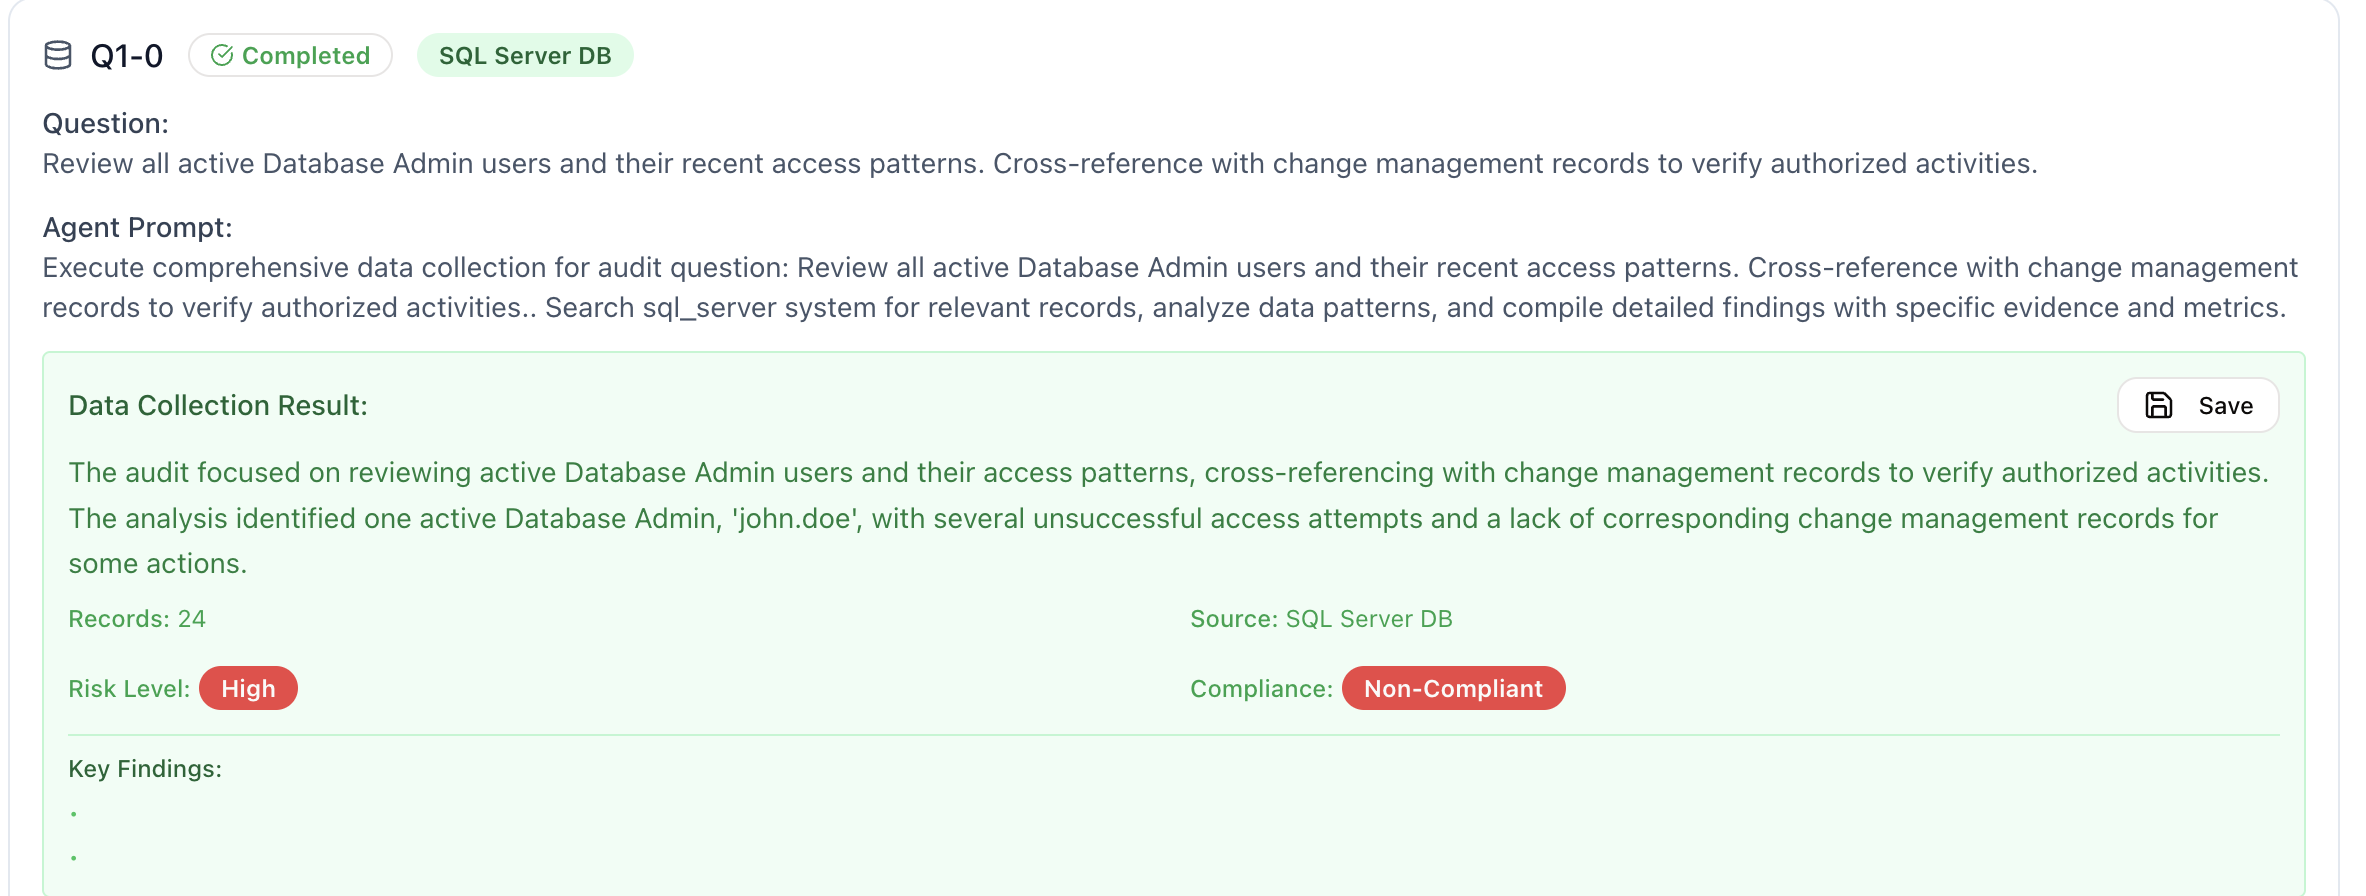 Q1-0 Completed SQL Server DB
Question:
Review all active Database Admin users and their recent access patterns. Cross-reference with change management records to verify authorized activities.
Agent Prompt:
Execute comprehensive data collection for audit question: Review all active Database Admin users and their recent access patterns. Cross-reference with change management
records to verify authorized activities.. Search sql_server system for relevant records, analyze data patterns, and compile detailed findings with specific evidence and metrics.
Data Collection Result:
Save
The audit focused on reviewing active Database Admin users and their access patterns, cross-referencing with change management records to verify authorized activities.
The analysis identified one active Database Admin, 'john.doe', with several unsuccessful access attempts and a lack of corresponding change management records for
some actions.
Records: 24
Source: SQL Server DB
Risk Level: High
Compliance: Non-Compliant
Key Findings:
•
•